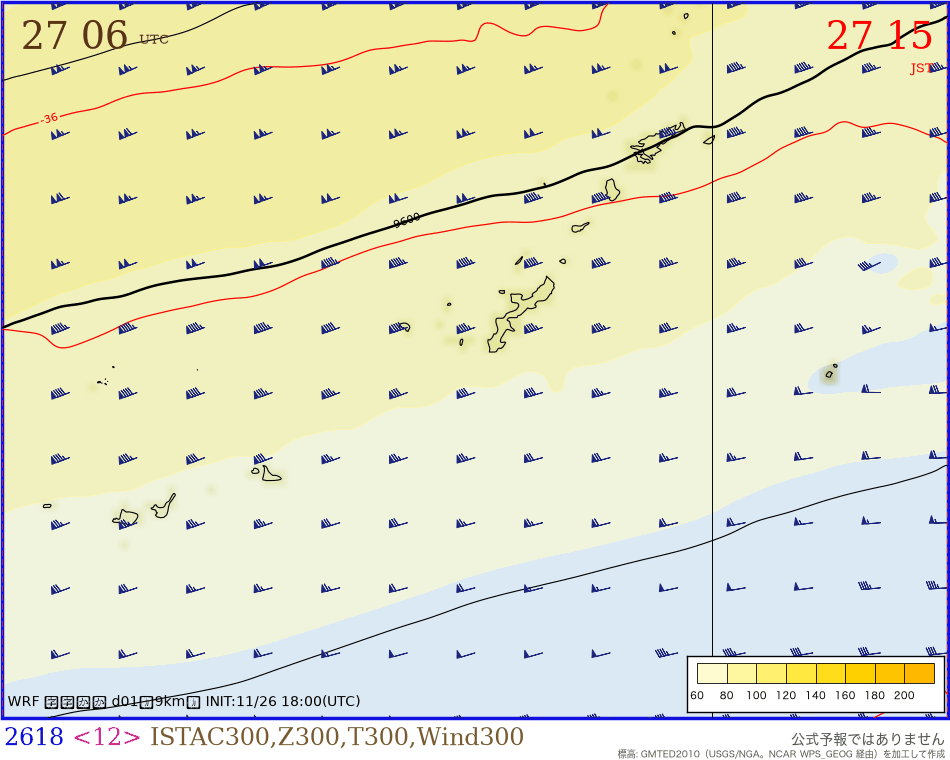 27 06 UTC
27 15
JST
-36
9600
60 80 100 120 140 160 180 200
WRF d01 9km INIT:11/26 18:00(UTC)
2618 <12> ISTAC300,Z300,T300,Wind300
公式予報ではありません
標高: GMTED2010（USGS/NGA。NCAR WPS_GEOG 経由）を加工して作成